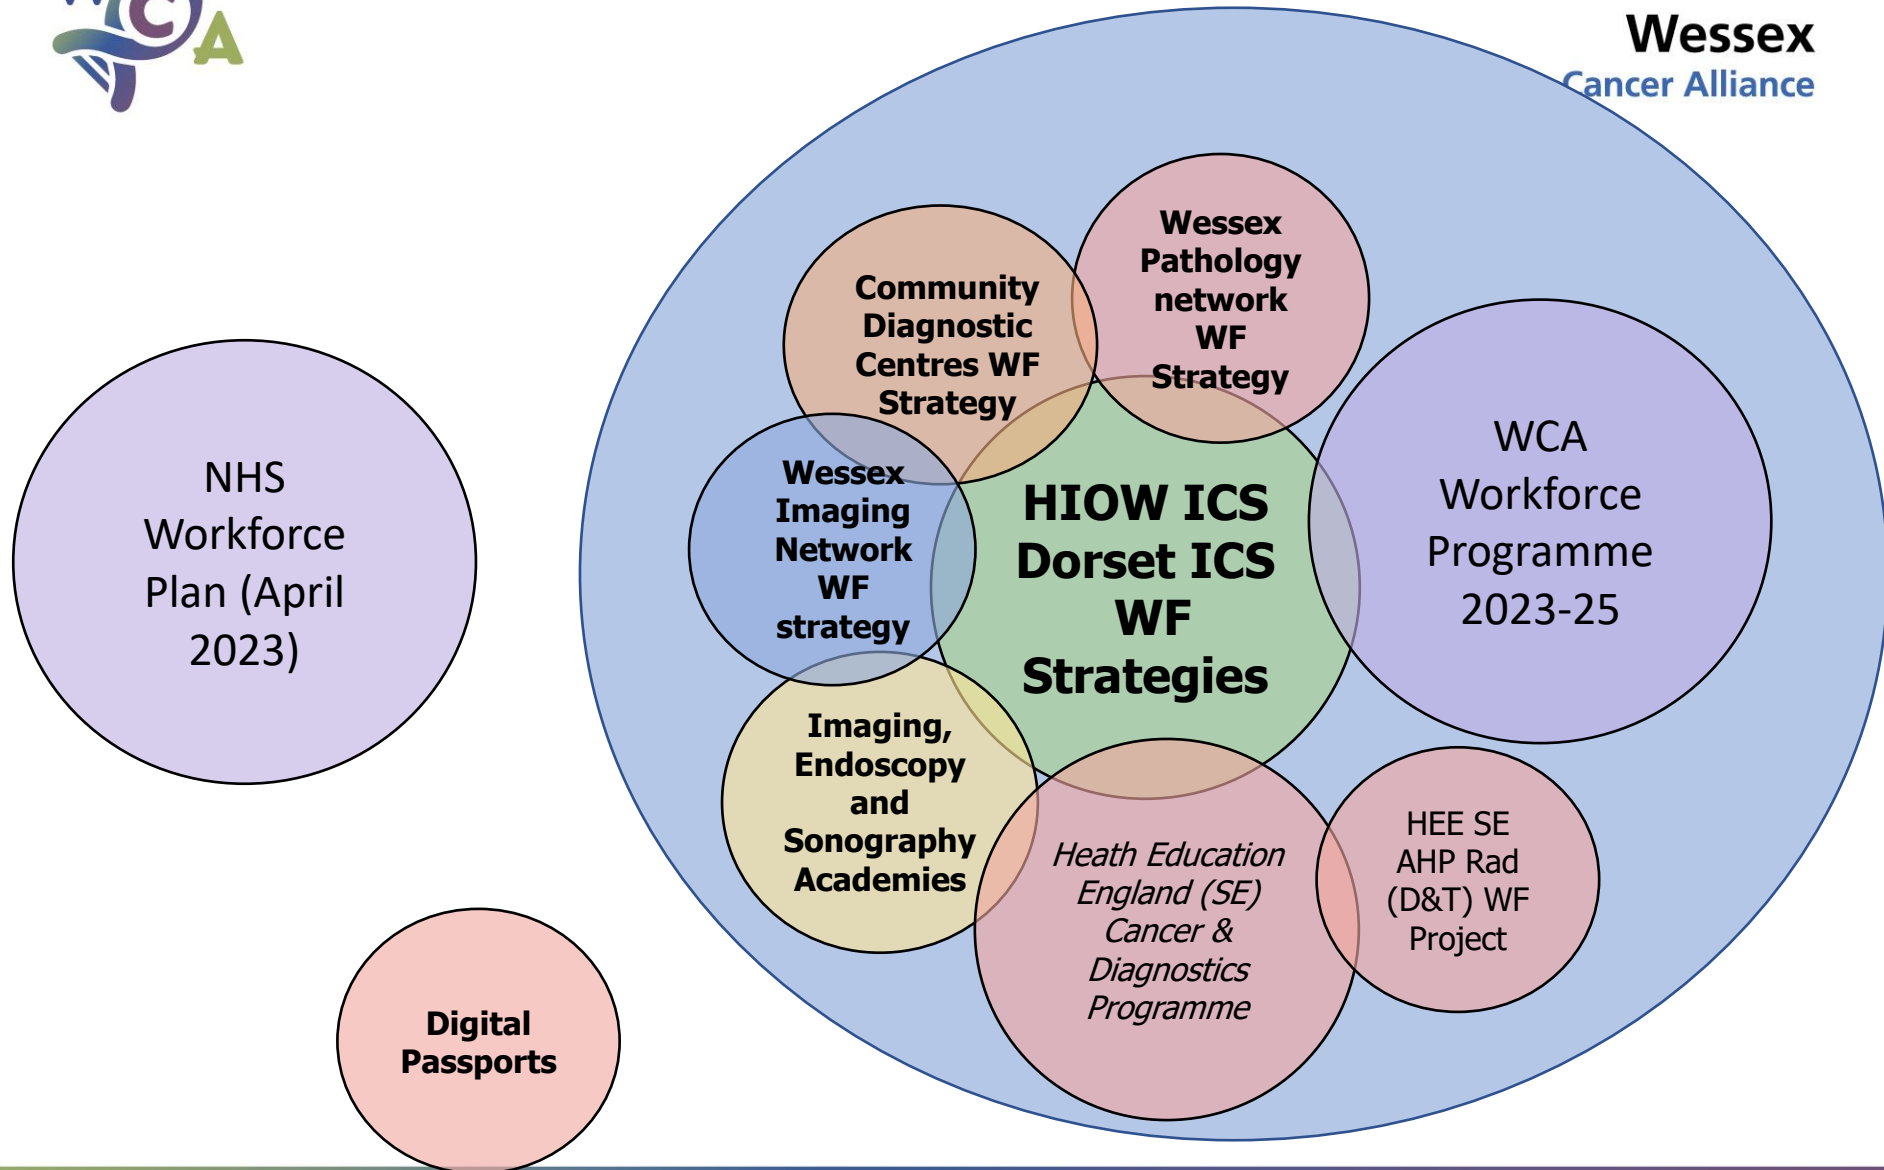 W
C
A
Wessex
Cancer Alliance
Wessex
Pathology
network
WF
Strategy
Community
Diagnostic
Centres WF
Strategy
NHS
Workforce
Plan (April
2023)
Wessex
Imaging
Network
WF
strategy
HIOW ICS
Dorset ICS
WF
Strategies
WCA
Workforce
Programme
2023-25
Imaging,
Endoscopy
and
Sonography
Academies
Heath Education
England (SE)
Cancer &
Diagnostics
Programme
HEE SE
AHP Rad
(D&T) WF
Project
Digital
Passports